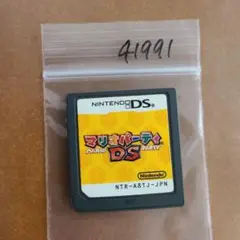 41991
NINTENDO DS
マリオパーティ
DS
Nintendo
NTR-A8TJ-JPN